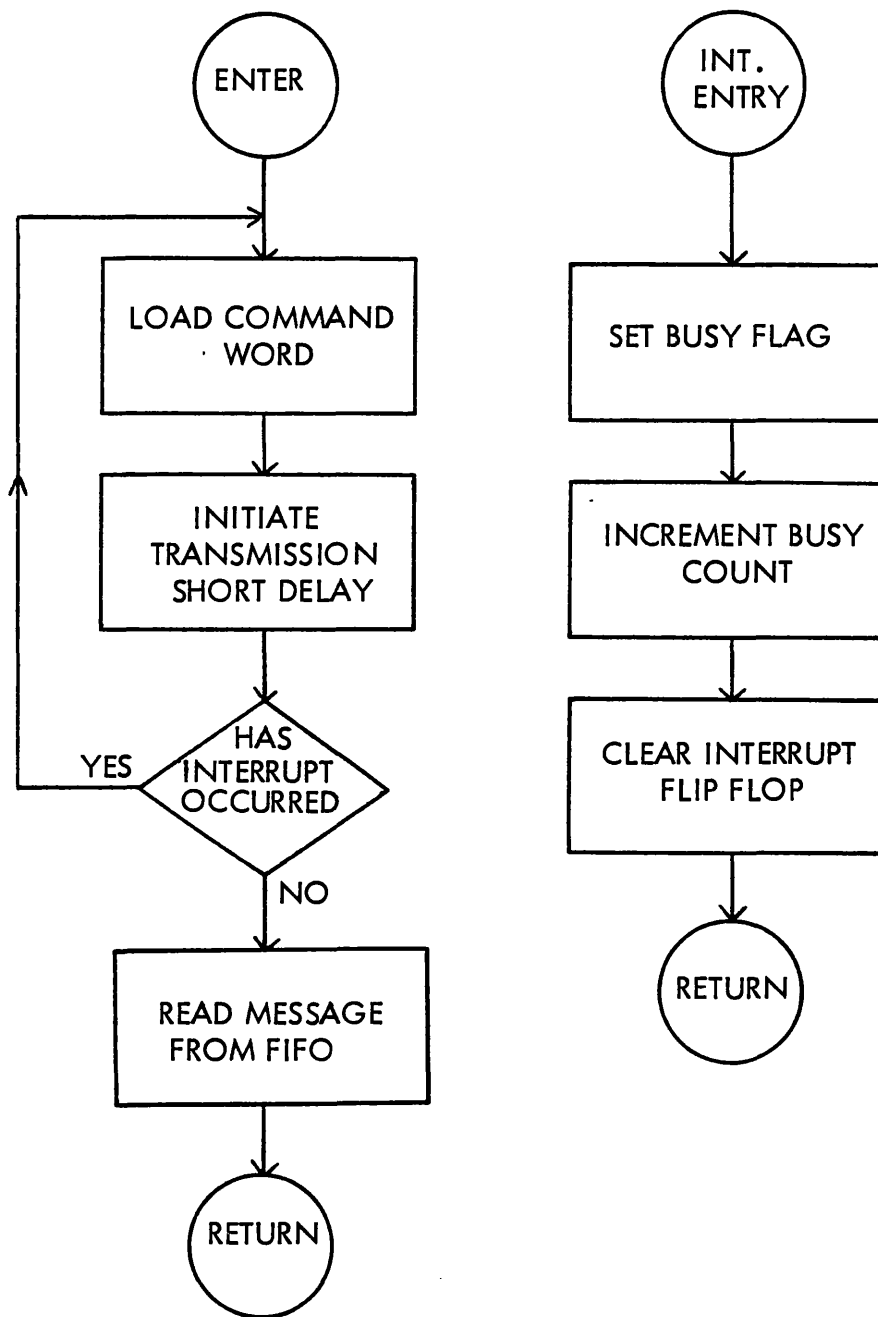 ENTER
LOAD COMMAND
WORD
INITIATE
TRANSMISSION
SHORT DELAY
HAS
INTERRUPT
OCCURRED
YES
NO
READ MESSAGE
FROM FIFO
RETURN
INT.
ENTRY
SET BUSY FLAG
INCREMENT BUSY
COUNT
CLEAR INTERRUPT
FLIP FLOP
RETURN